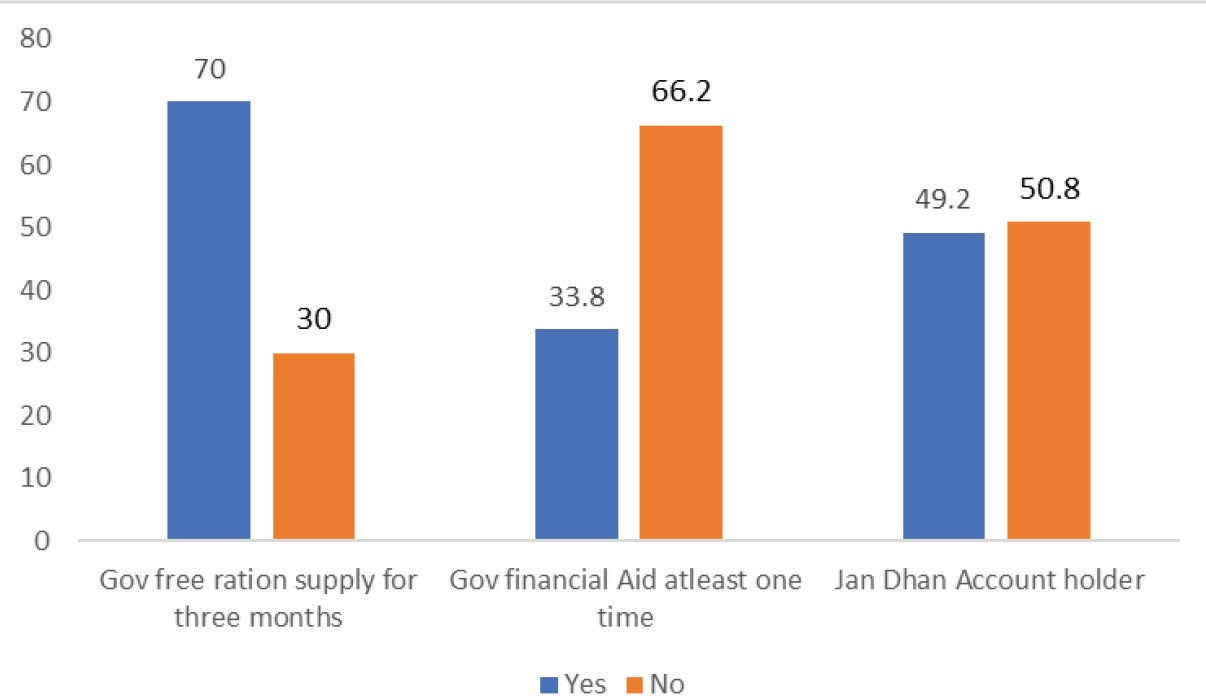 80
70
60
50
40
30
20
10
0
70
30
33.8
66.2
49.2
50.8
Gov free ration supply for
three months
Gov financial Aid atleast one
time
Jan Dhan Account holder
Yes No